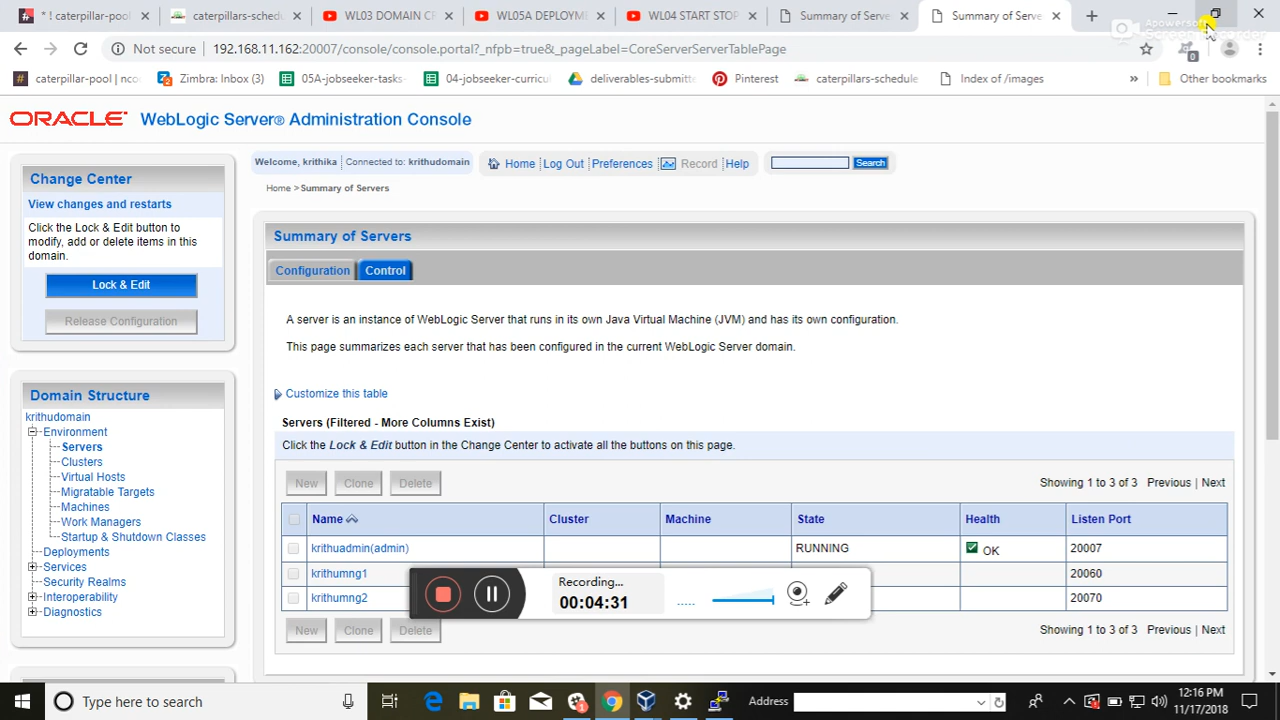 * ! caterpillar-pool
caterpillars-sched
WL03 DOMAIN CR
WL05A DEPLOYM
WL04 START STOP
Summary of Serve
Summary of Serve
Apowersoft
Screen Recorder
Not secure 192.168.11.162:20007/console/console.portal?_nfpb=true&_pageLabel=CoreServerServerTablePage
0
caterpillar-pool | nco
Zimbra: Inbox (3)
05A-jobseeker-tasks-
04-jobseeker-curricu
deliverables-submitte
Pinterest
caterpillars-schedule
Index of /images
»
Other bookmarks
ORACLE WebLogic Server® Administration Console
Change Center
View changes and restarts
Click the Lock & Edit button to
modify, add or delete items in this
domain.
Lock & Edit
Release Configuration
Domain Structure
krithudomain
Environment
Servers
Clusters
Virtual Hosts
Migratable Targets
Machines
Work Managers
Startup & Shutdown Classes
Deployments
Services
Security Realms
Interoperability
Diagnostics
Welcome, krithika Connected to: krithudomain
Home Log Out Preferences Record Help
Search
Home >Summary of Servers
Summary of Servers
Configuration Control
A server is an instance of WebLogic Server that runs in its own Java Virtual Machine (JVM) and has its own configuration.
This page summarizes each server that has been configured in the current WebLogic Server domain.
Customize this table
Servers (Filtered - More Columns Exist)
Click the Lock & Edit button in the Change Center to activate all the buttons on this page.
New Clone Delete Showing 1 to 3 of 3 Previous | Next
Name Cluster Machine State Health Listen Port
krithuadmin(admin) RUNNING OK 20007
krithumng1 20060
krithumng2 20070
New Clone Delete Showing 1 to 3 of 3 Previous | Next
Recording...
00:04:31
Type here to search
1
Address
12:16 PM
11/17/2018